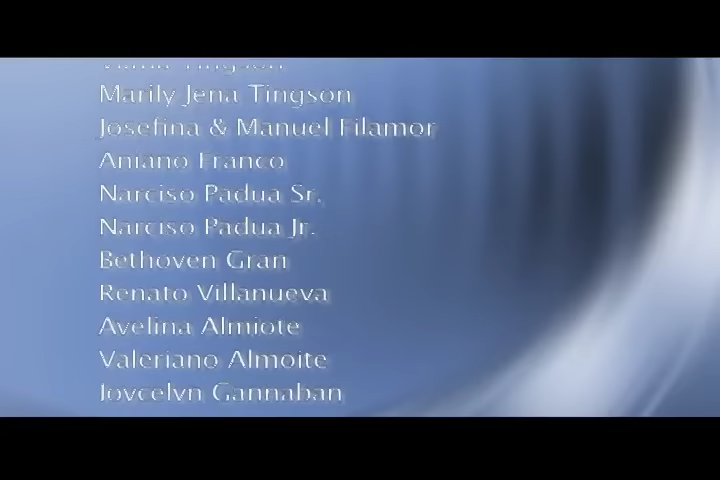 Tingson
Marily Jena Tingson
Josefina & Manuel Filamor
Aniano Franco
Narciso Padua Sr.
Narciso Padua Jr.
Bethoven Gran
Renato Villanueva
Avelina Almiote
Valeriano Almoite
Joycelyn Gannaban